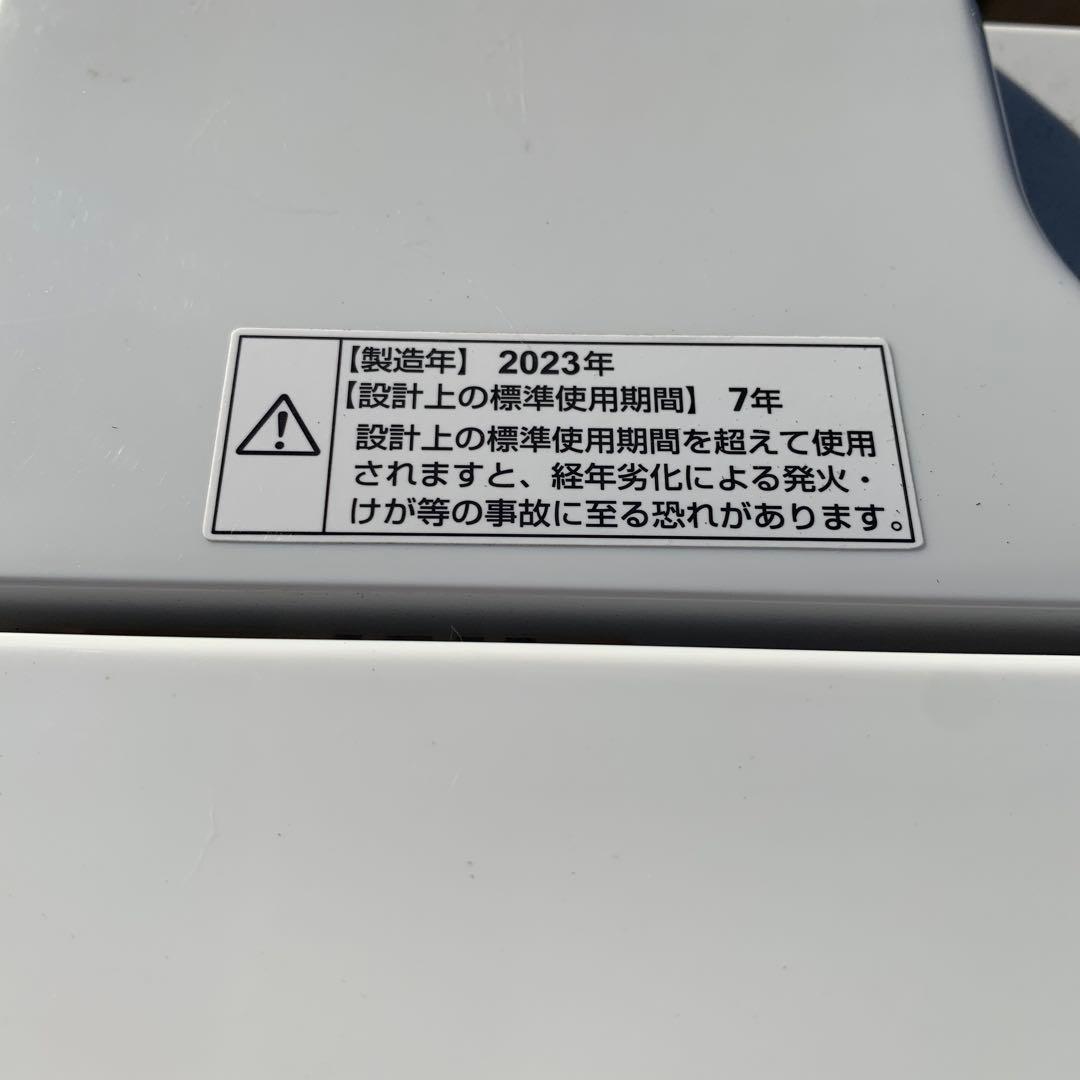 【製造年】 2023年
【設計上の標準使用期間】 7年
設計上の標準使用期間を超えて使用
されますと、経年劣化による発火・
けが等の事故に至る恐れがあります。